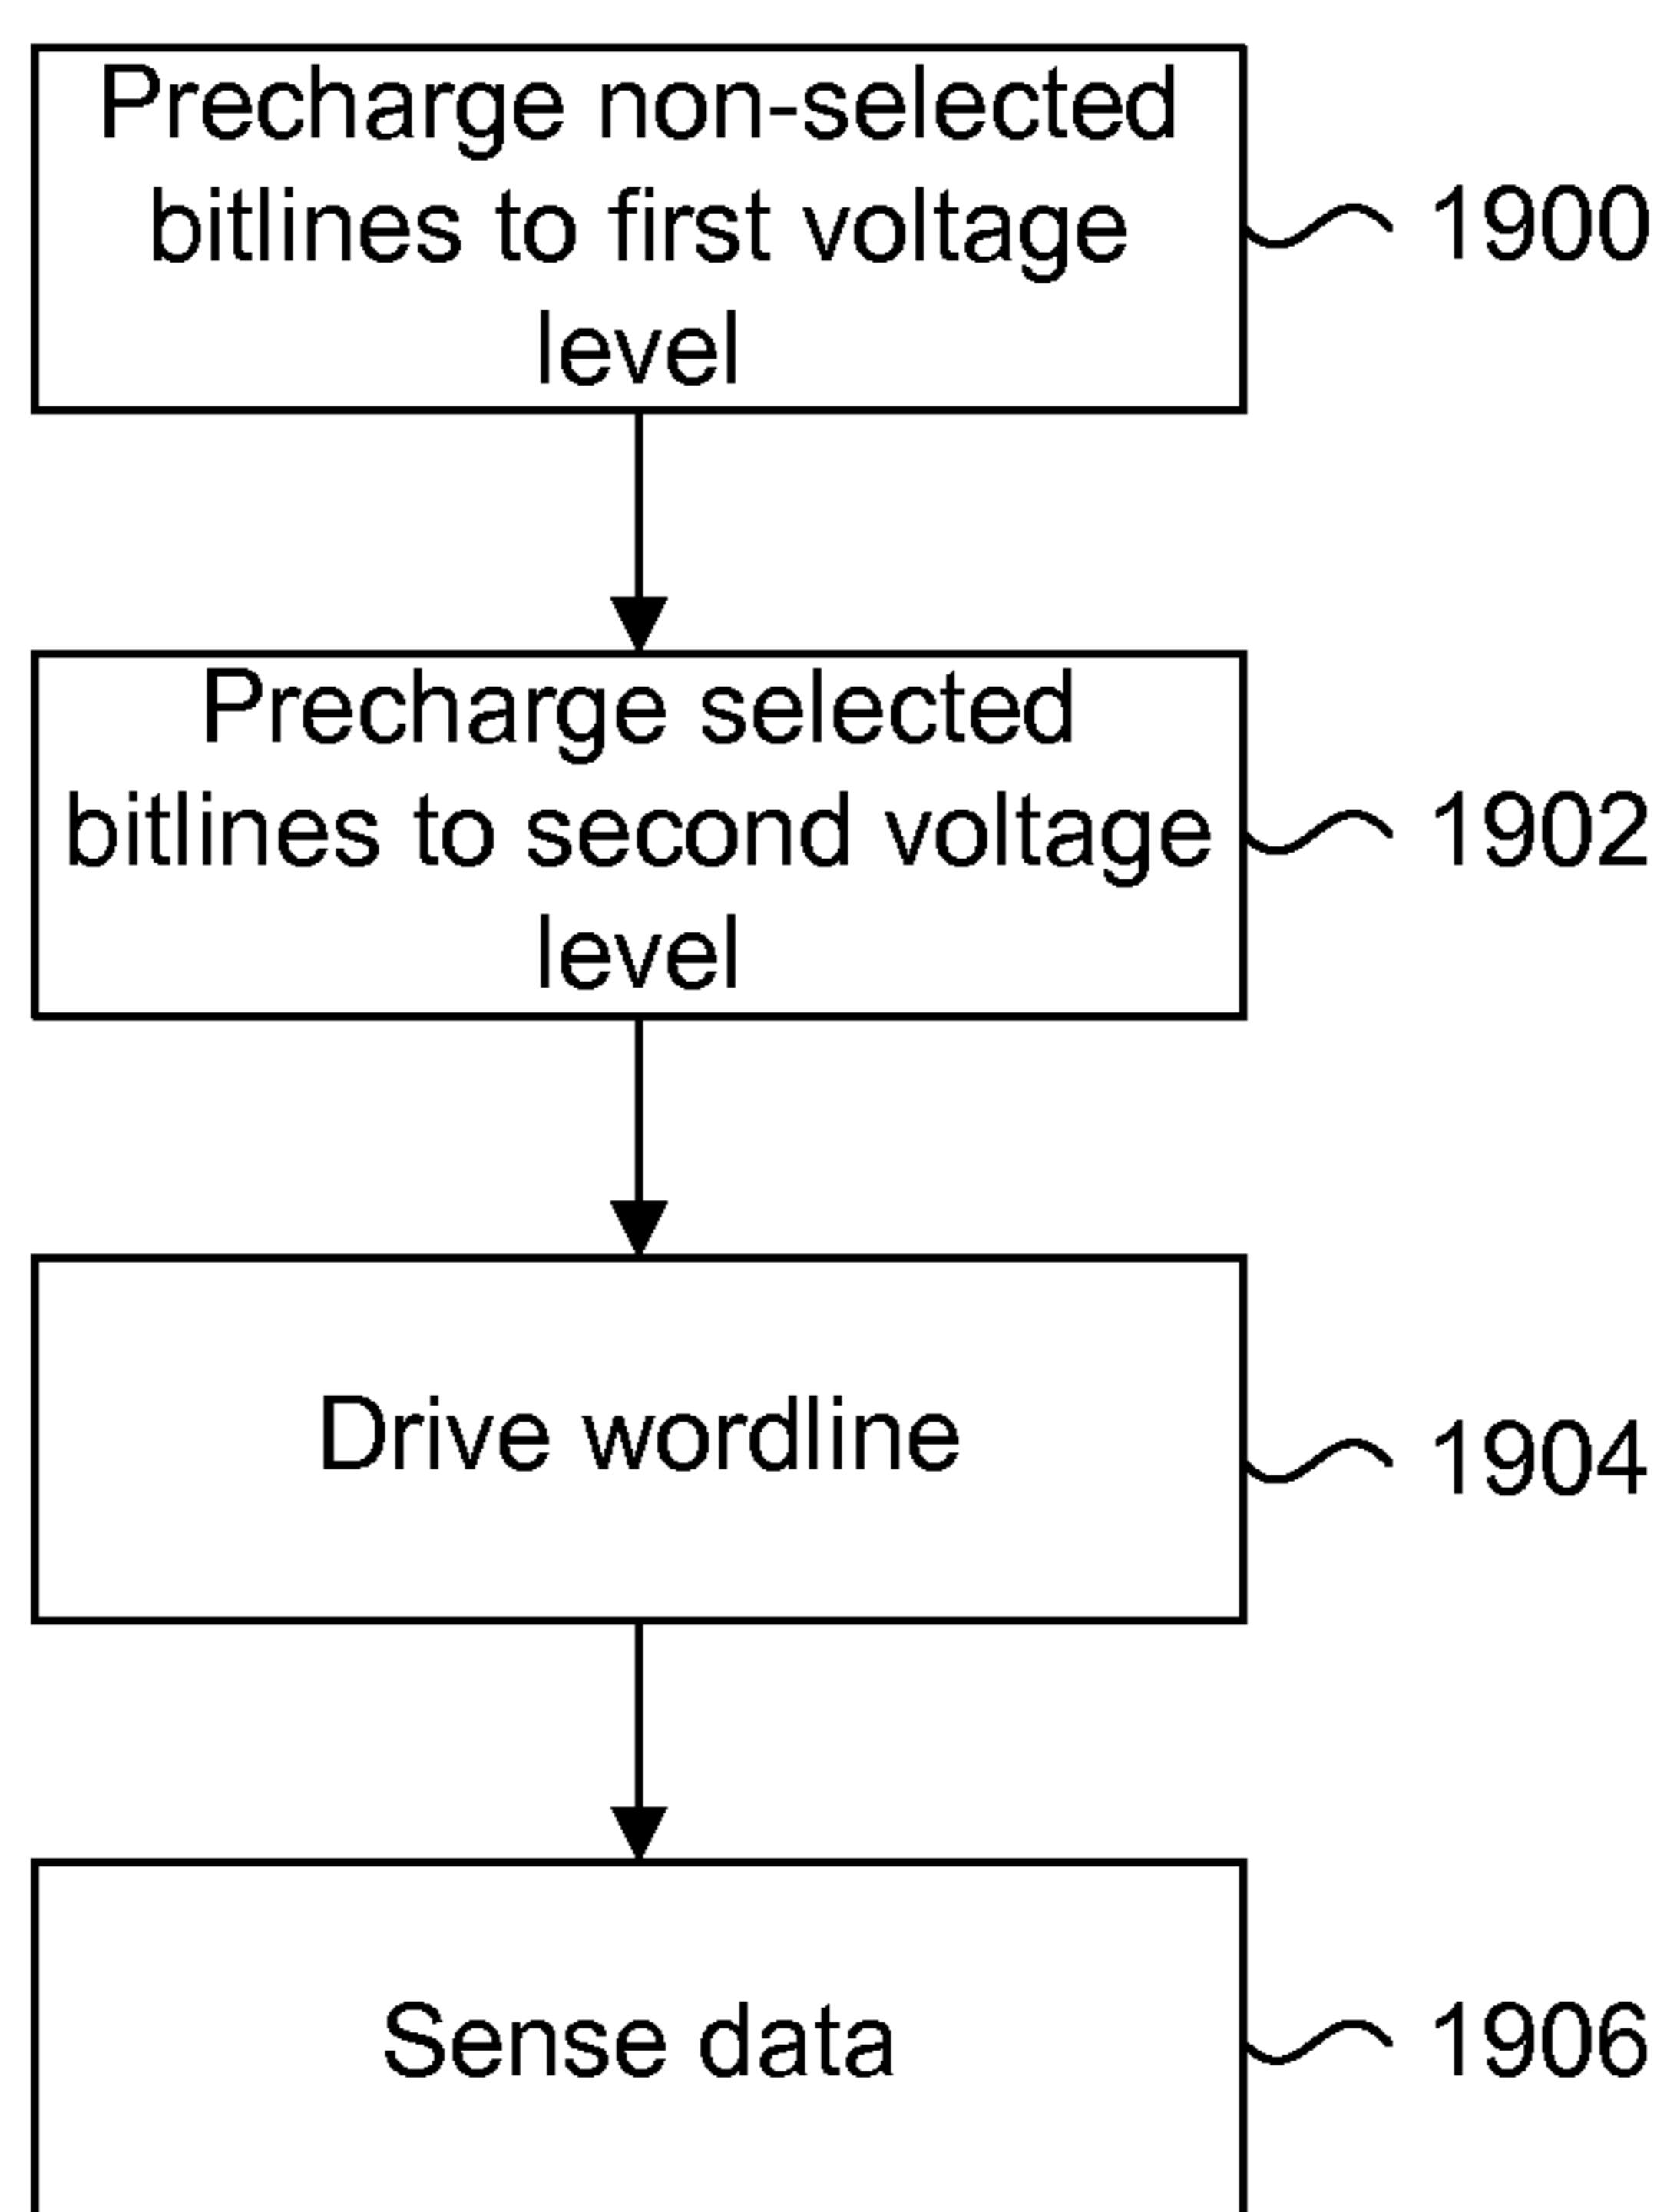 Precharge non-selected
bitlines to first voltage
level
1900
Precharge selected
bitlines to second voltage
level
1902
Drive wordline
1904
Sense data
1906